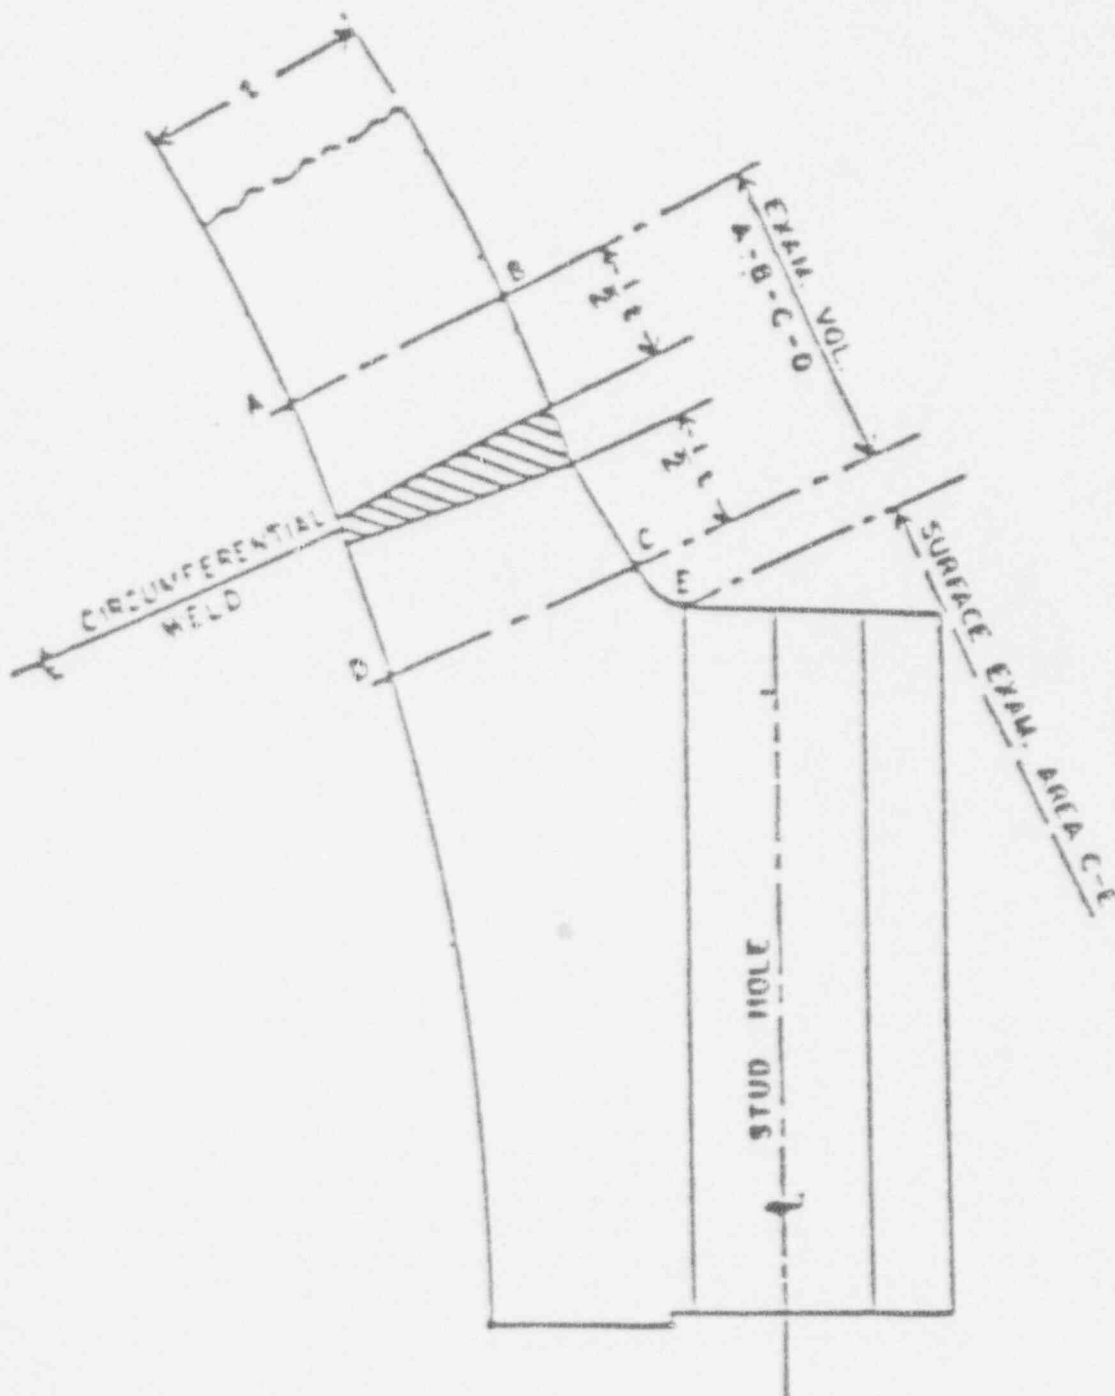 t
B
EXAM. VOL.
A-B-C-D
1/2 t
A
1/2 t
CIRCUMFERENTIAL
WELD
C
E
D
SURFACE EXAM. AREA C-E
STUD HOLE